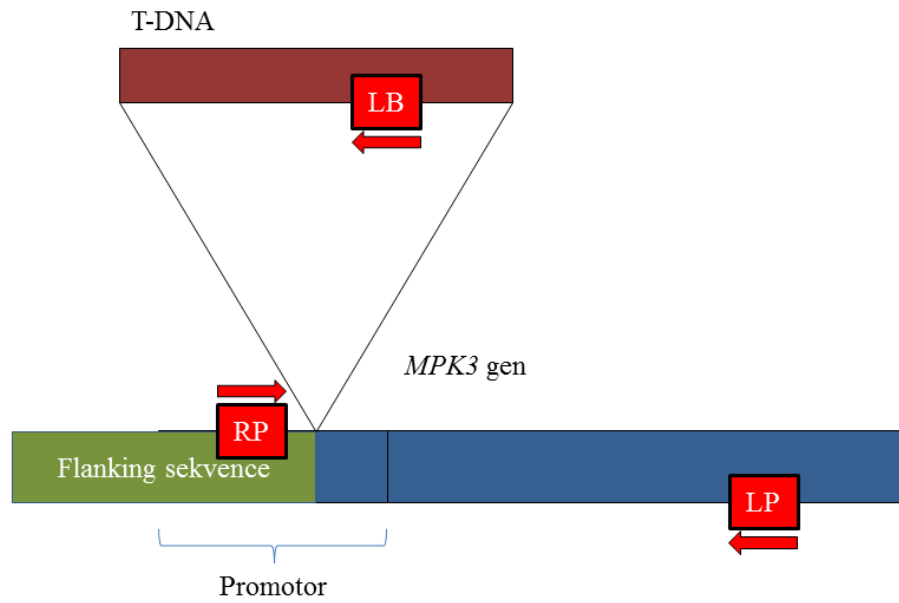 T-DNA
LB
MPK3 gen
RP
Flanking sekvence
LP
Promotor